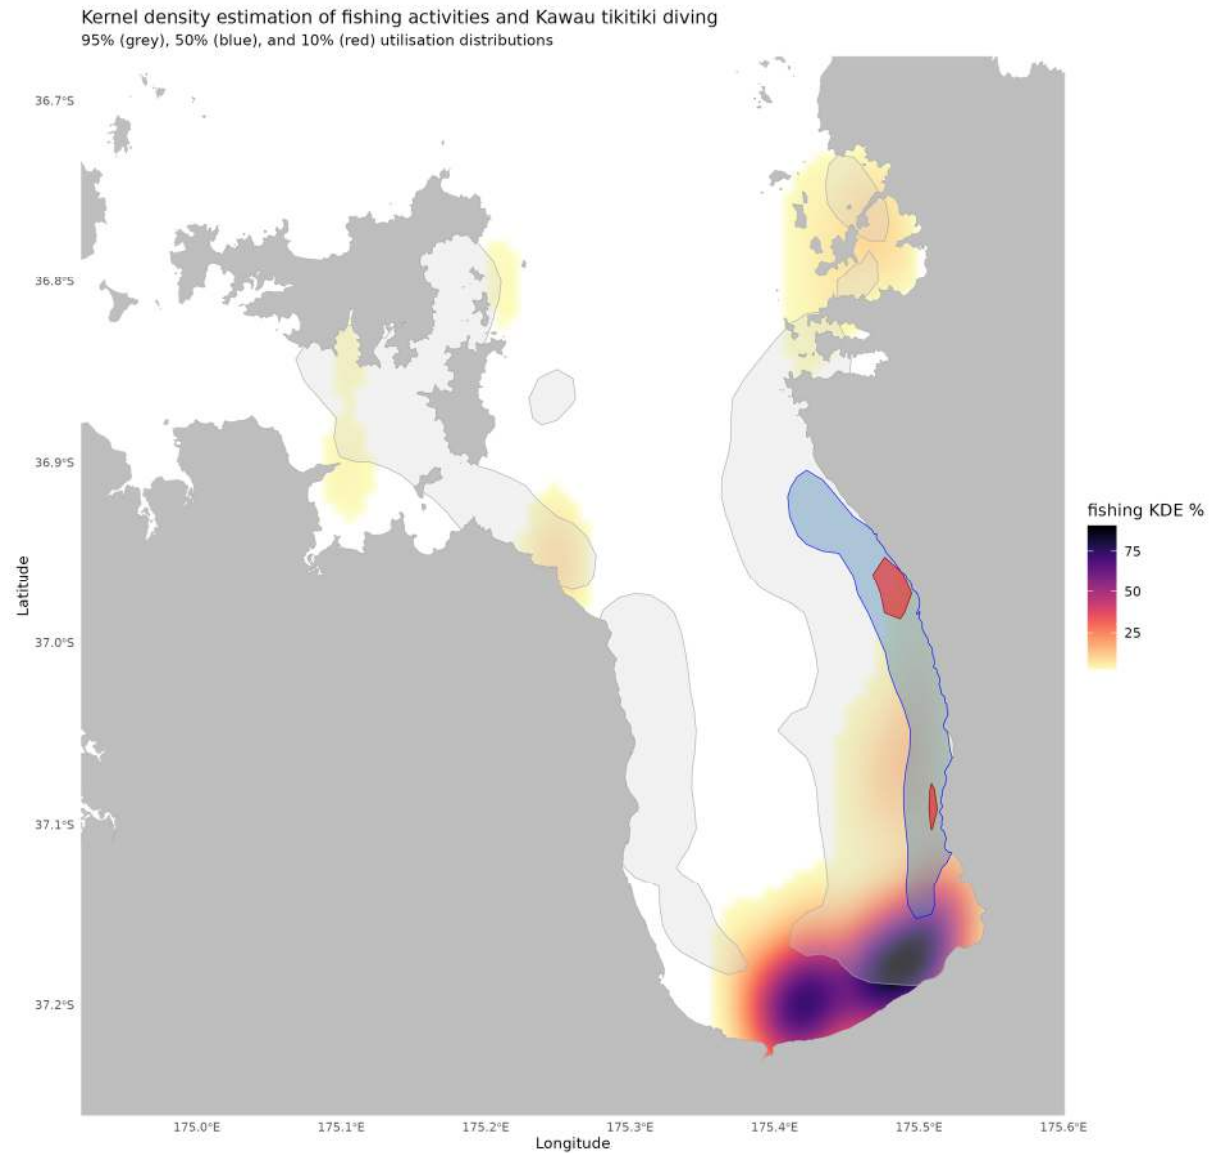 Kernel density estimation of fishing activities and Kawau tikitiki diving
95% (grey), 50% (blue), and 10% (red) utilisation distributions
36.7°S
36.8°S
36.9°S
37.0°S
37.1°S
37.2°S
Latitude
175.0°E 175.1°E 175.2°E 175.3°E 175.4°E 175.5°E 175.6°E
Longitude
fishing KDE %
75
50
25